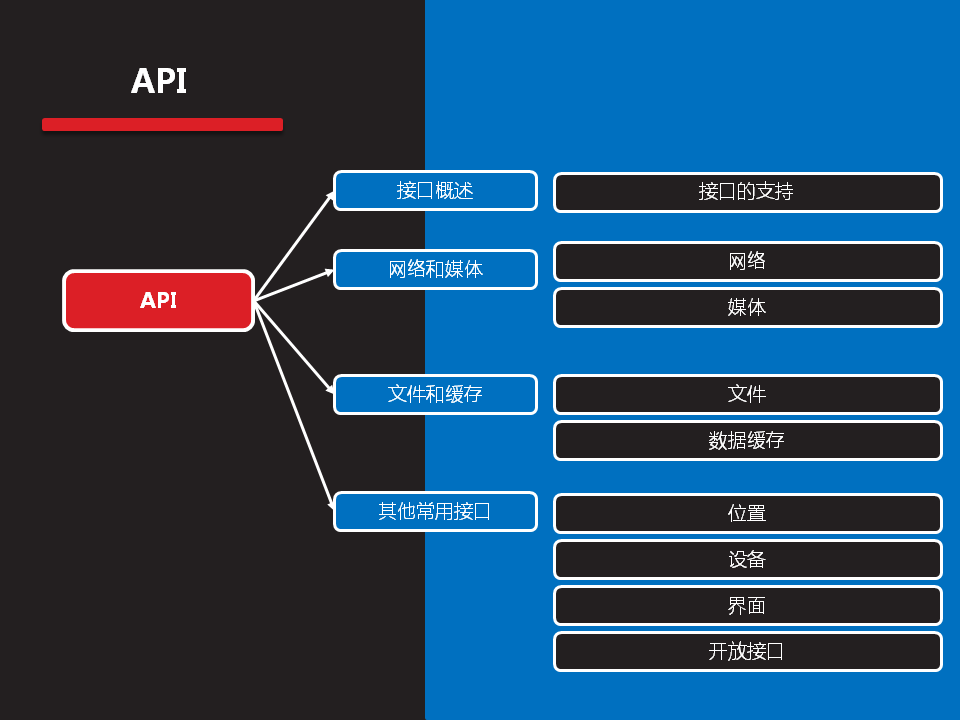 API
API
接口概述
接口的支持
网络和媒体
网络
媒体
文件和缓存
文件
数据缓存
其他常用接口
位置
设备
界面
开放接口